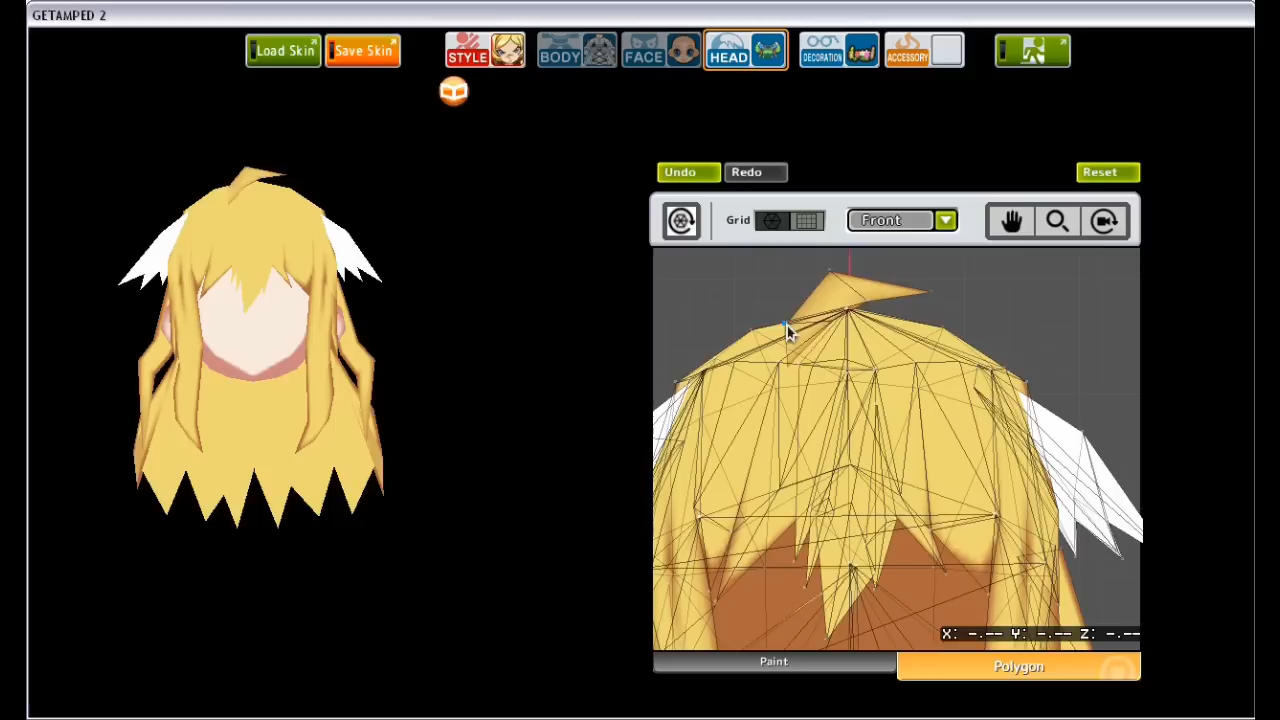 GETAMPED 2
Load Skin Save Skin STYLE BODY FACE HEAD DECORATION ACCESSORY
Undo Redo Reset
Grid Front
X: -.-- Y: -.-- Z: -.--
Paint Polygon